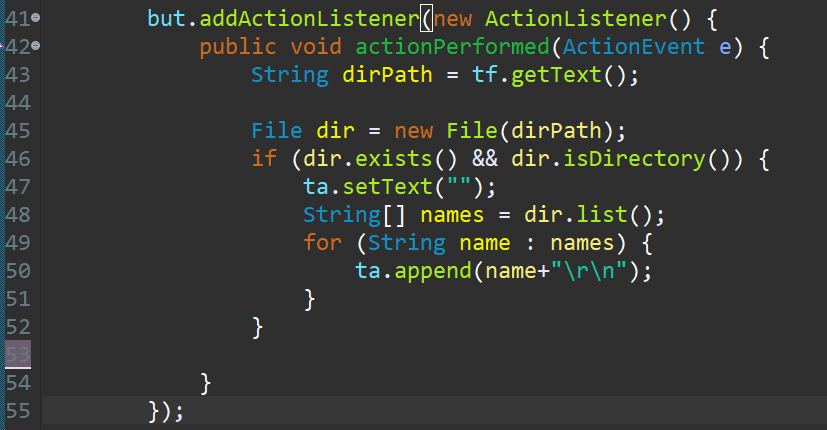 41 but.addActionListener(new ActionListener() {
42 public void actionPerformed(ActionEvent e) {
43 String dirPath = tf.getText();
44
45 File dir = new File(dirPath);
46 if (dir.exists() && dir.isDirectory()) {
47 ta.setText("");
48 String[] names = dir.list();
49 for (String name : names) {
50 ta.append(name+"\r\n");
51 }
52 }
53
54 }
55 });